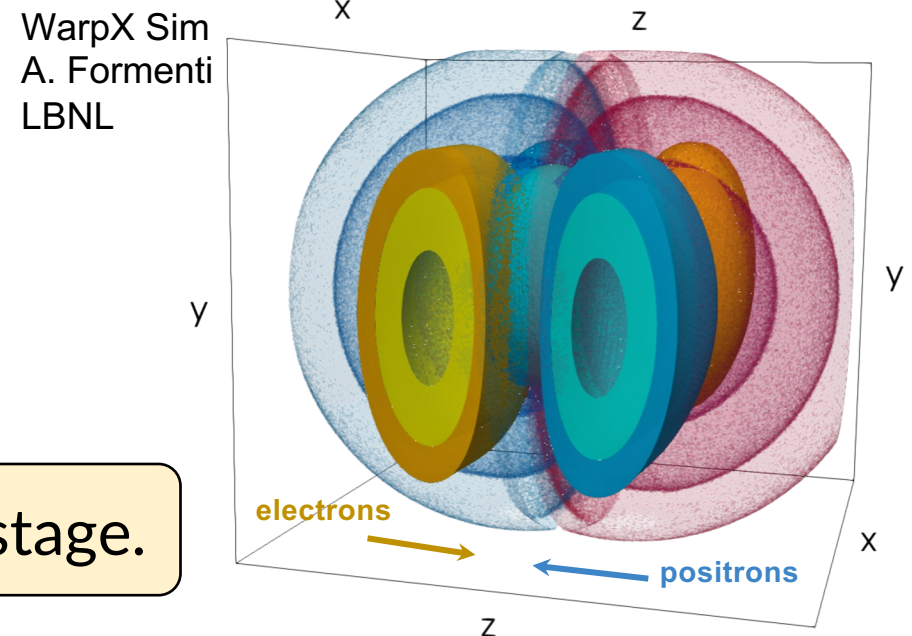 WarpX Sim
A. Formenti
LBNL
x
z
y
y
stage.
electrons
positrons
x
z